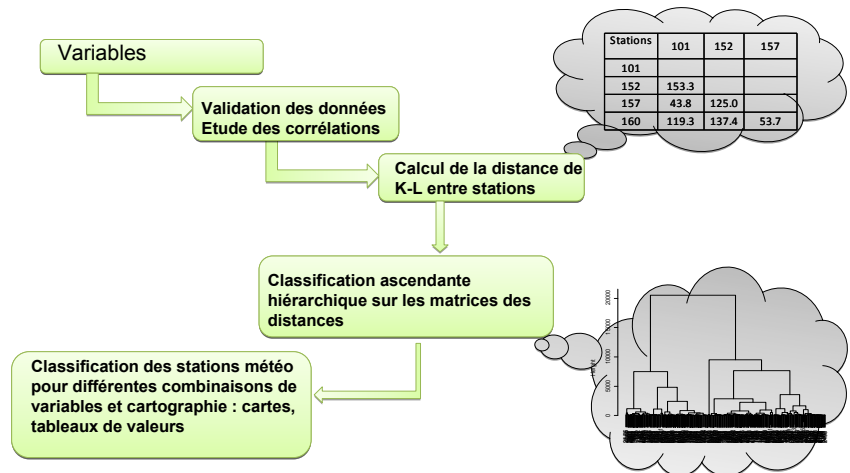 Variables
Validation des données
Etude des corrélations
Calcul de la distance de
K-L entre stations
Classification ascendante
hiérarchique sur les matrices des
distances
Classification des stations météo
pour différentes combinaisons de
variables et cartographie : cartes,
tableaux de valeurs
Stations 101 152 157
101
152 153.3
157 43.8 125.0
160 119.3 137.4 53.7
20000
10000
5000
0